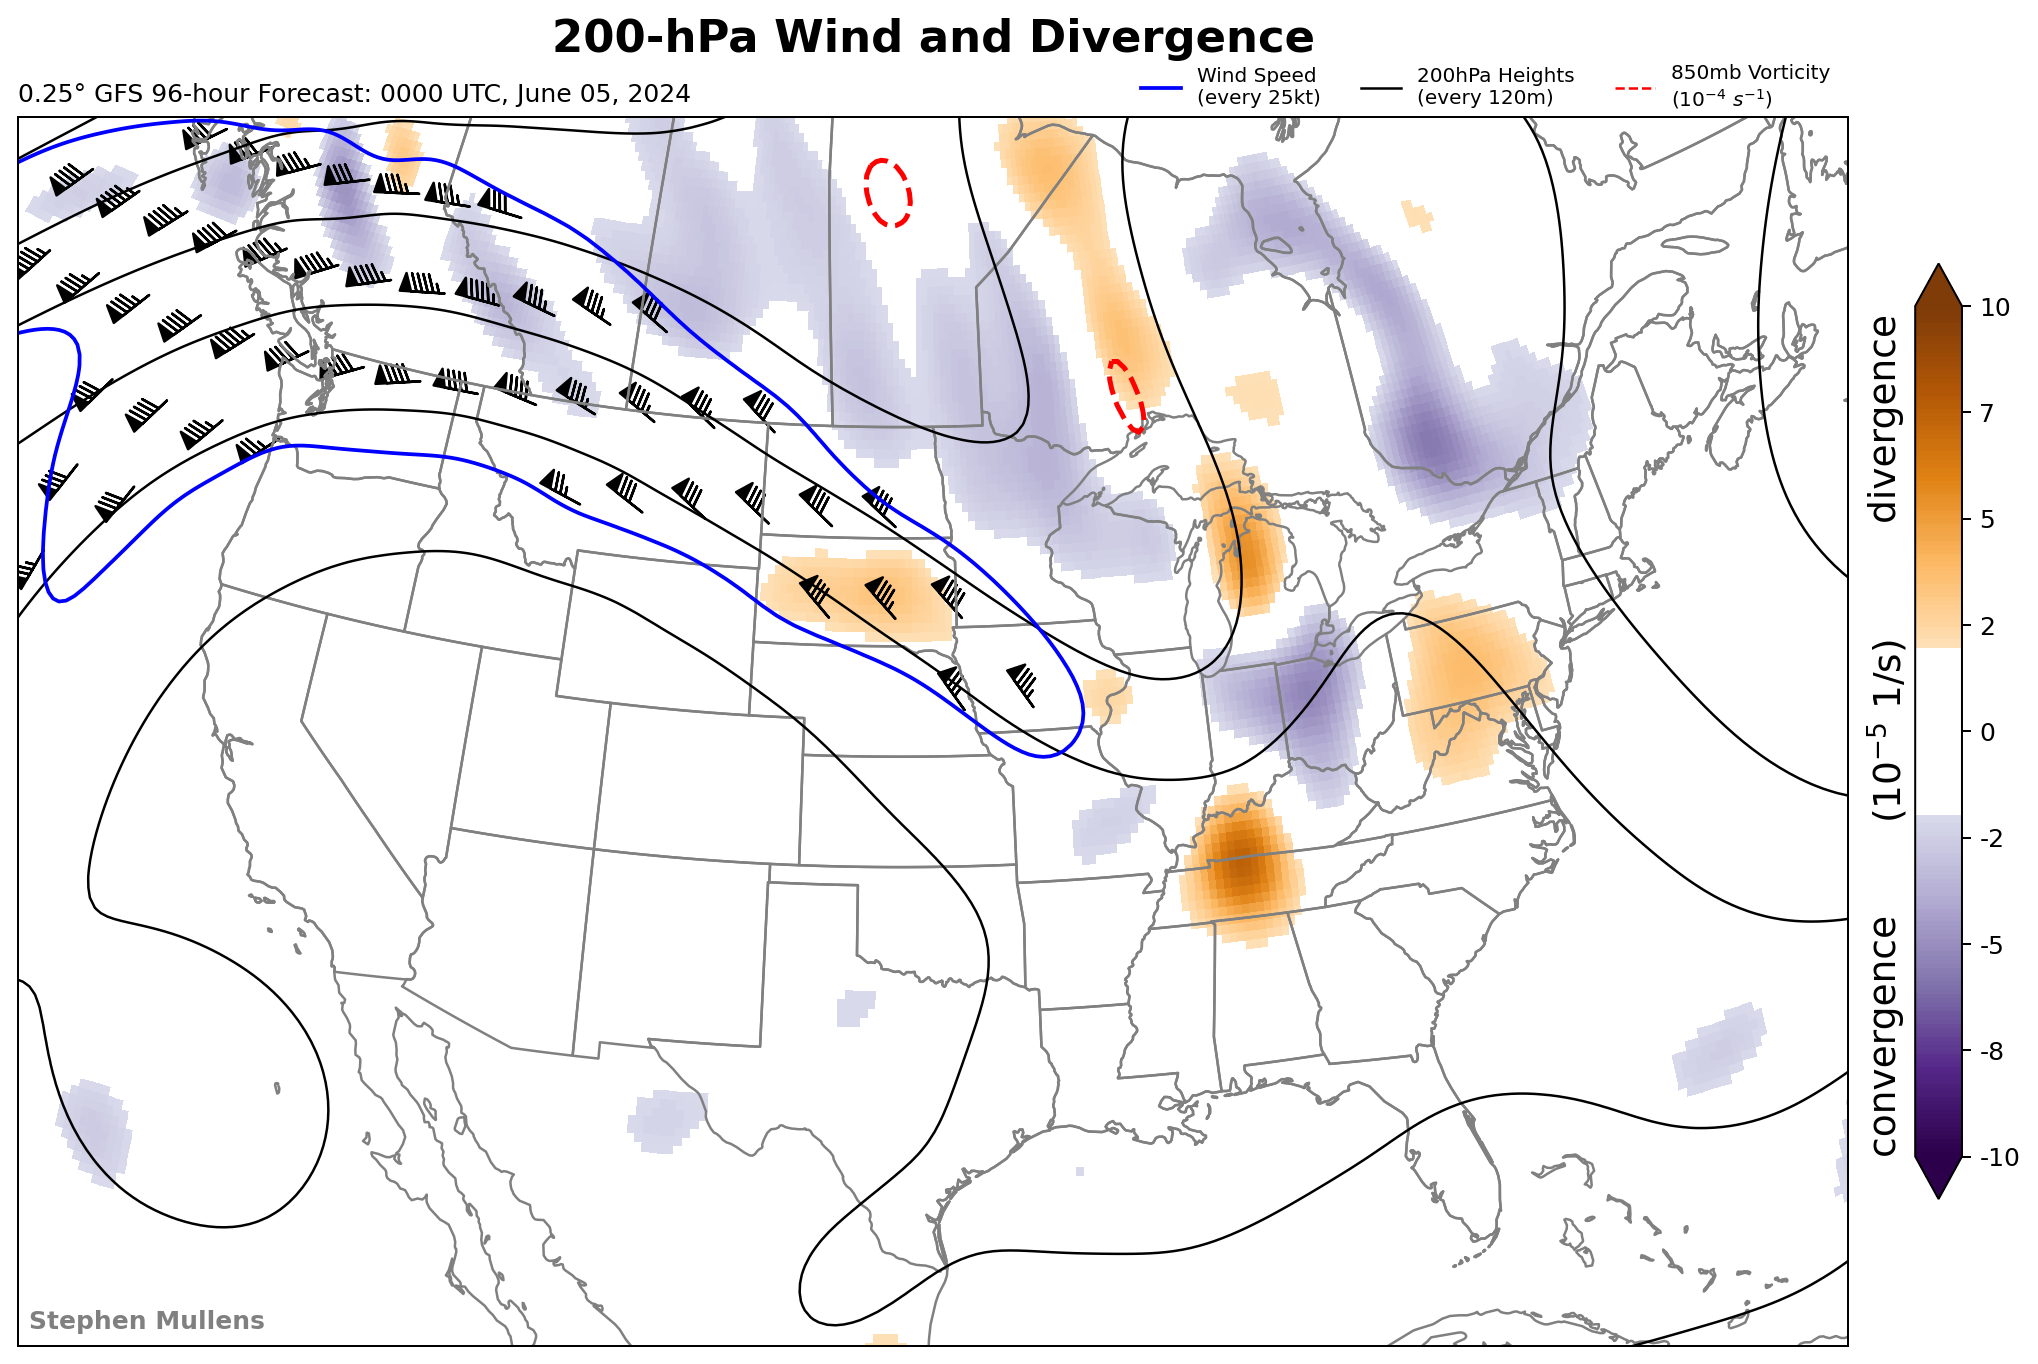 200-hPa Wind and Divergence
0.25° GFS 96-hour Forecast: 0000 UTC, June 05, 2024
Wind Speed
(every 25kt)
200hPa Heights
(every 120m)
850mb Vorticity
(10⁻⁴ s⁻¹)
10
7
5
2
0
-2
-5
-8
-10
convergence (10⁻⁵ 1/s) divergence
Stephen Mullens